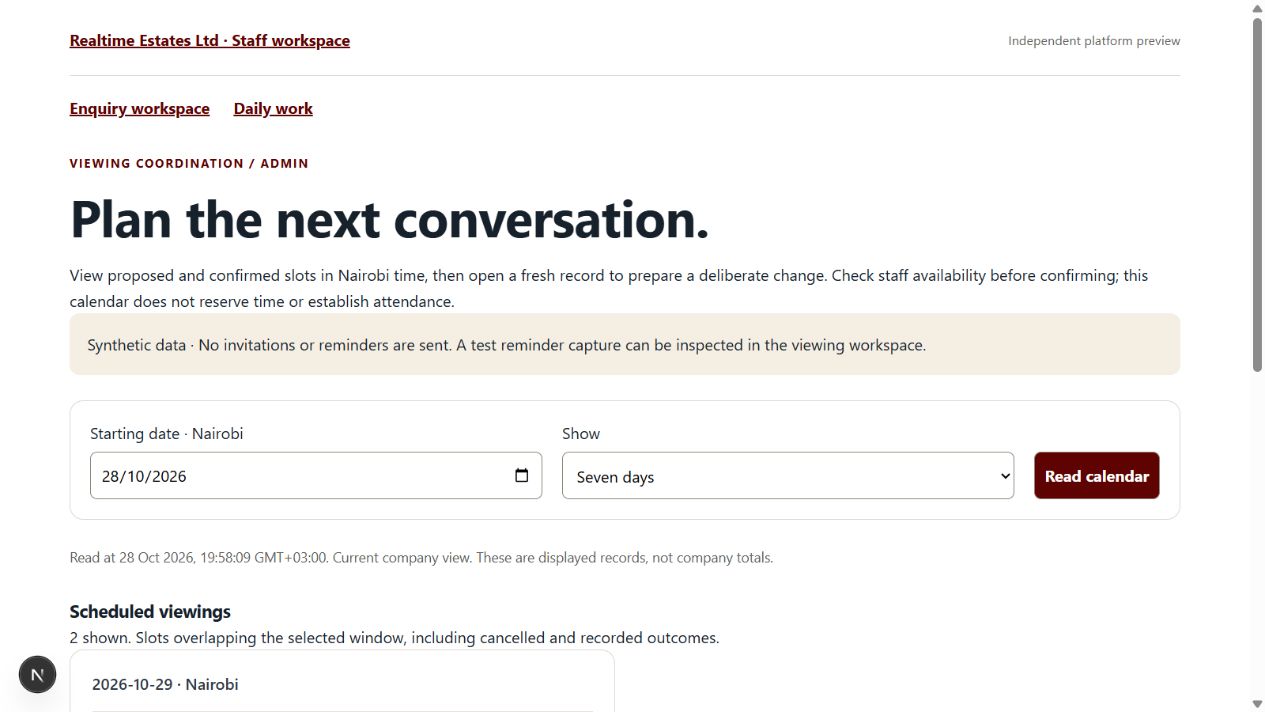 Realtime Estates Ltd · Staff workspace
Independent platform preview
Enquiry workspace
Daily work
VIEWING COORDINATION / ADMIN
Plan the next conversation.
View proposed and confirmed slots in Nairobi time, then open a fresh record to prepare a deliberate change. Check staff availability before confirming; this
calendar does not reserve time or establish attendance.
Synthetic data · No invitations or reminders are sent. A test reminder capture can be inspected in the viewing workspace.
Starting date · Nairobi
Show
28/10/2026
Seven days
Read calendar
Read at 28 Oct 2026, 19:58:09 GMT+03:00. Current company view. These are displayed records, not company totals.
Scheduled viewings
2 shown. Slots overlapping the selected window, including cancelled and recorded outcomes.
N
2026-10-29 · Nairobi